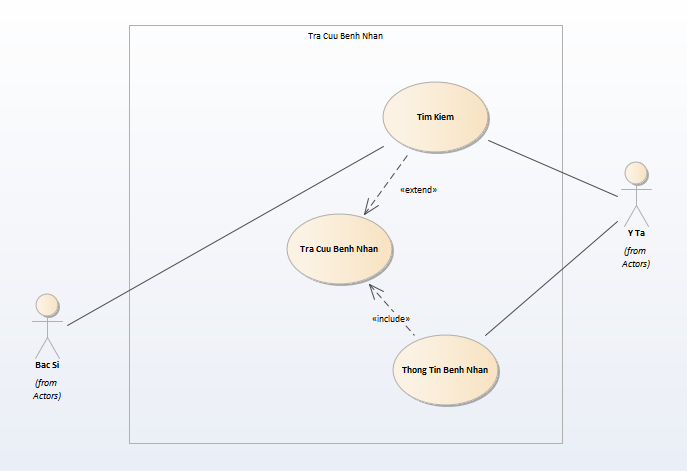 Tra Cuu Benh Nhan
Tim Kiem
«extend»
Y Ta
(from
Actors)
Tra Cuu Benh Nhan
«include»
Bac Si
(from
Actors)
Thong Tin Benh Nhan